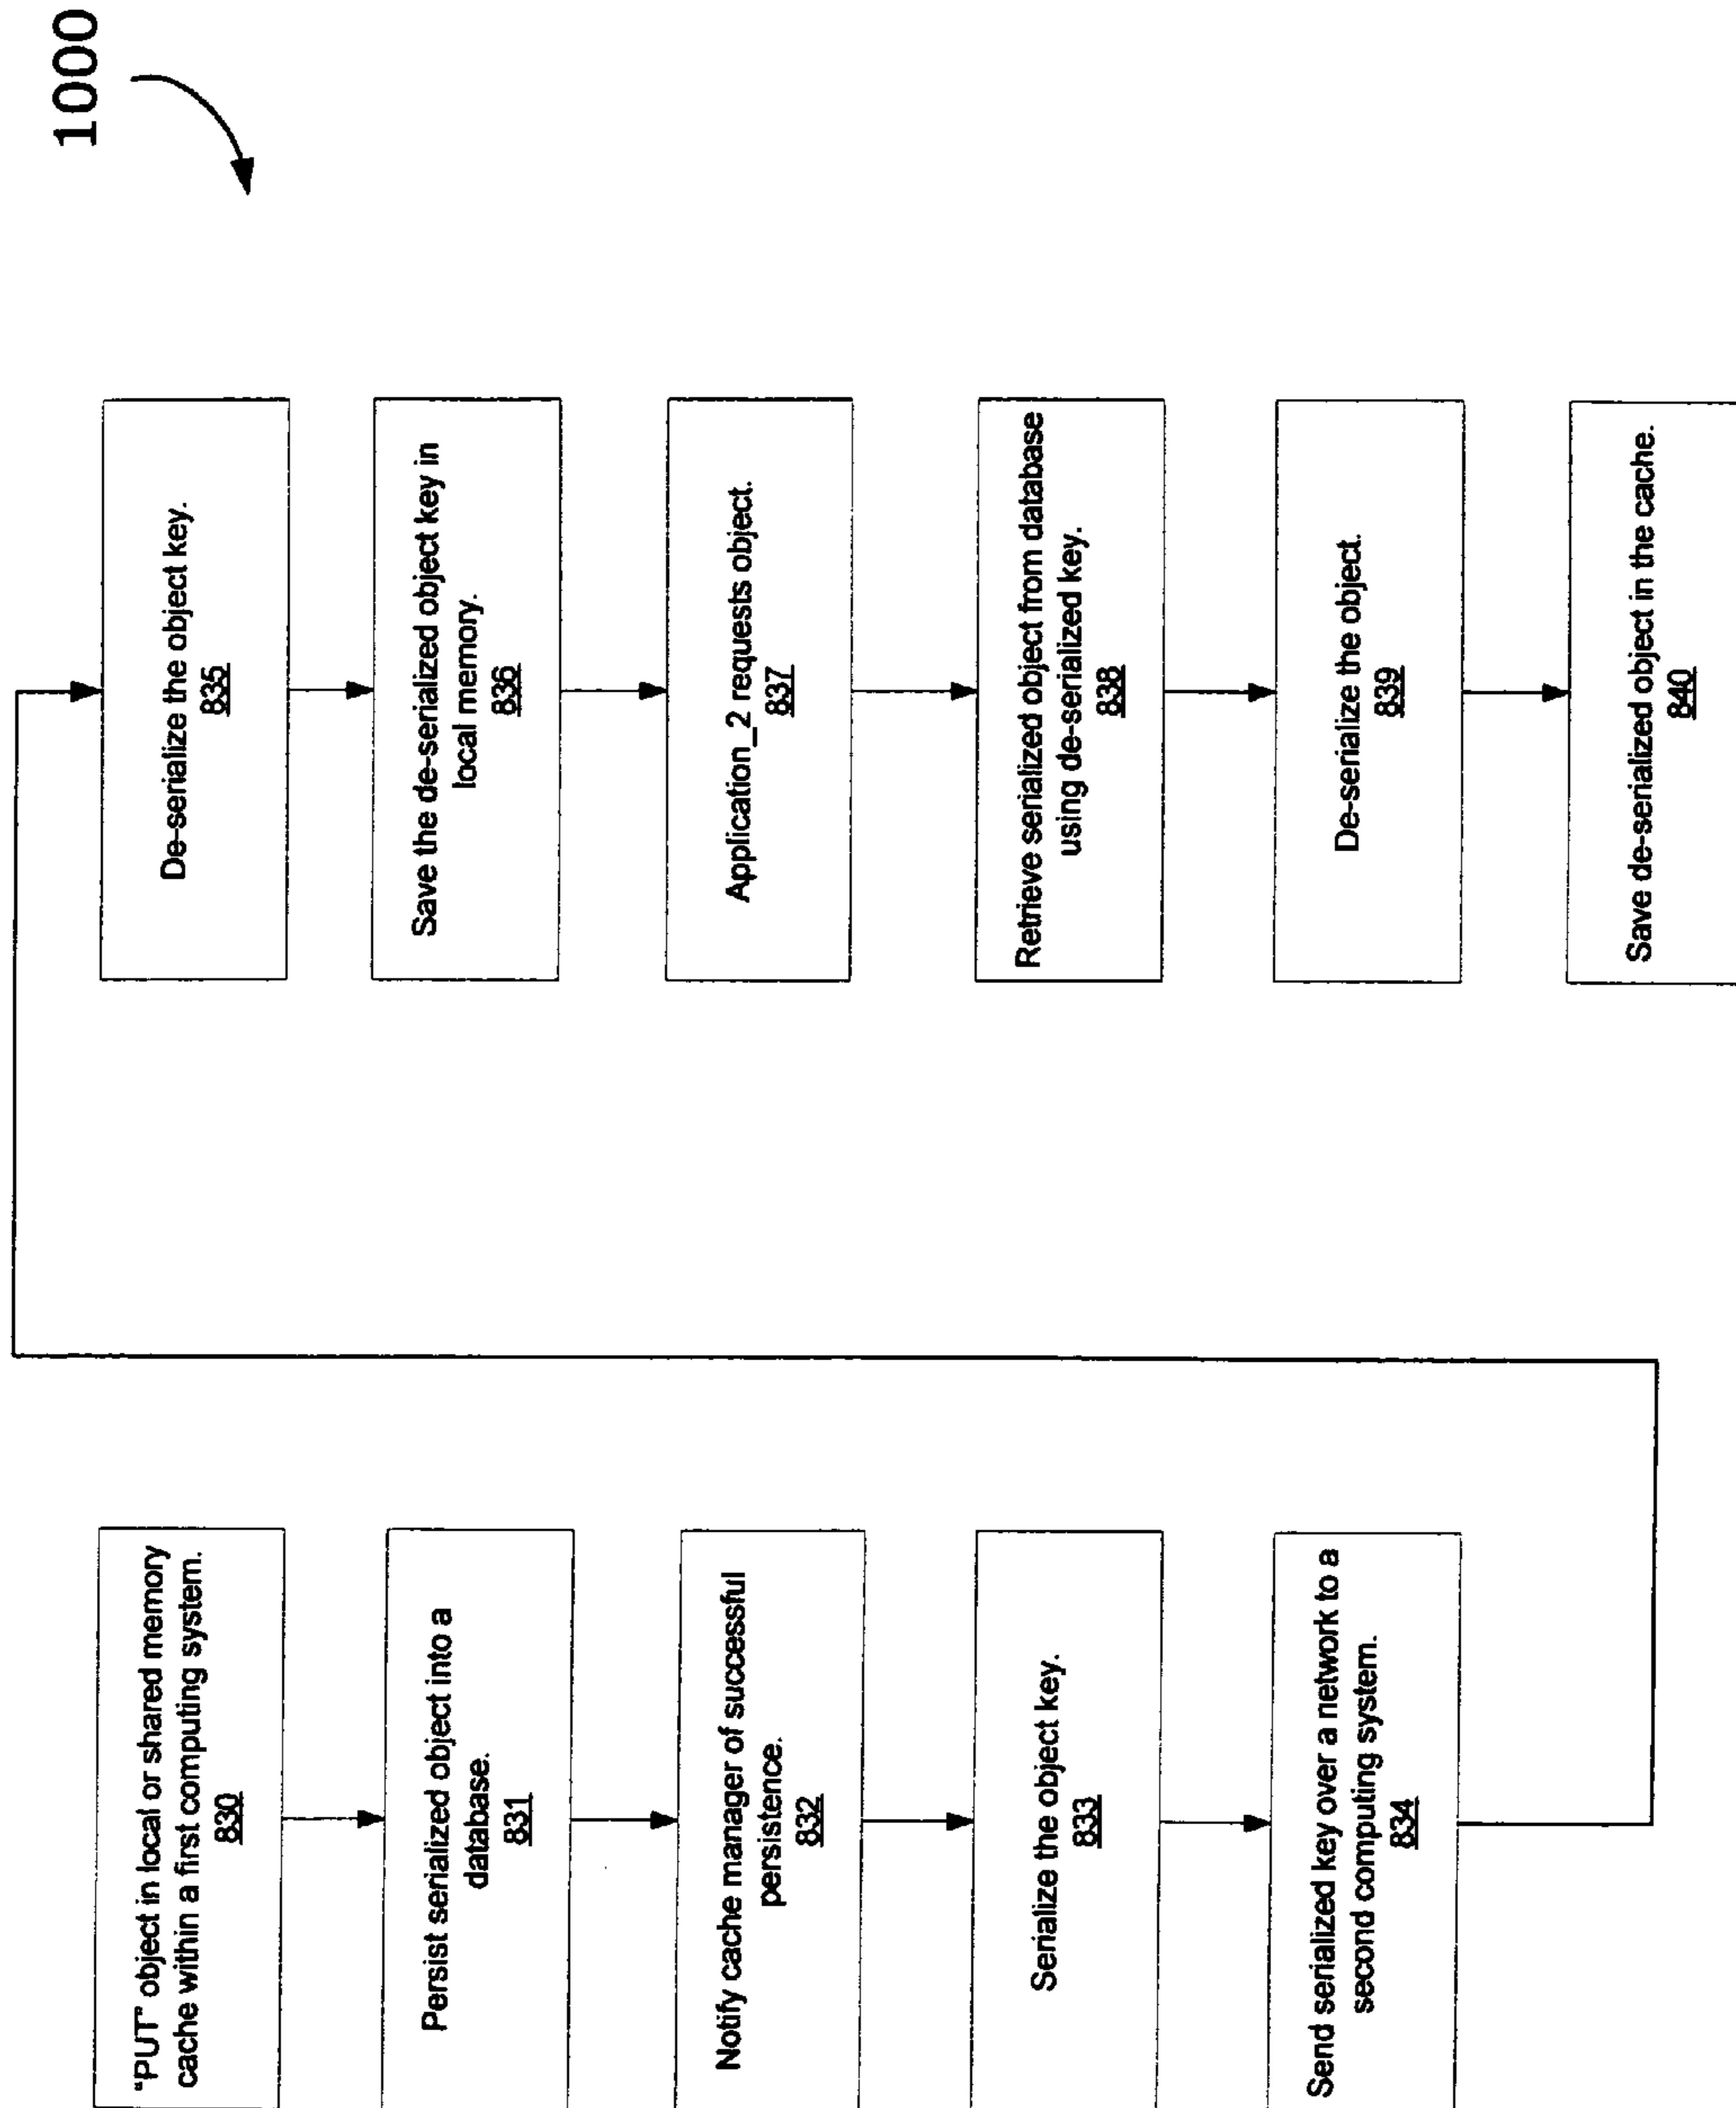 1000
"PUT" object in local or shared memory
cache within a first computing system.
830
Persist serialized object into a
database.
831
Notify cache manager of successful
persistence.
832
Serialize the object key.
833
Send serialized key over a network to a
second computing system.
834
De-serialize the object key.
835
Save the de-serialized object key in
local memory.
836
Application_2 requests object.
837
Retrieve serialized object from database
using de-serialized key.
838
De-serialize the object.
839
Save de-serialized object in the cache.
840